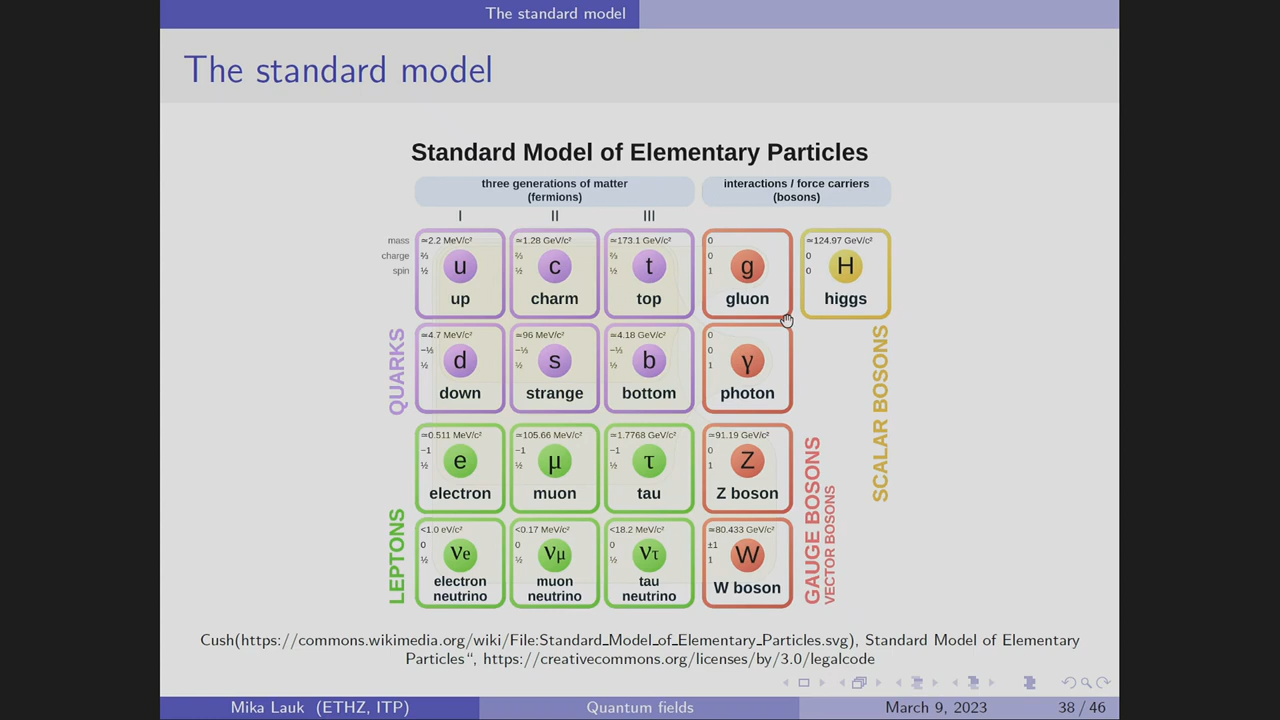 The standard model
The standard model
Standard Model of Elementary Particles
three generations of matter
(fermions)
interactions / force carriers
(bosons)
I II III
mass
charge
spin
≃2.2 MeV/c²
⅔
½
u
up
≃1.28 GeV/c²
⅔
½
c
charm
≃173.1 GeV/c²
⅔
½
t
top
0
0
1
g
gluon
≃124.97 GeV/c²
0
0
H
higgs
QUARKS
≃4.7 MeV/c²
−⅓
½
d
down
≃96 MeV/c²
−⅓
½
s
strange
≃4.18 GeV/c²
−⅓
½
b
bottom
0
0
1
γ
photon
SCALAR BOSONS
≃0.511 MeV/c²
−1
½
e
electron
≃105.66 MeV/c²
−1
½
μ
muon
≃1.7768 GeV/c²
−1
½
τ
tau
≃91.19 GeV/c²
0
1
Z
Z boson
LEPTONS
<1.0 eV/c²
0
½
νe
electron
neutrino
<0.17 MeV/c²
0
½
νμ
muon
neutrino
<18.2 MeV/c²
0
½
ντ
tau
neutrino
≃80.433 GeV/c²
±1
1
W
W boson
GAUGE BOSONS
VECTOR BOSONS
Cush(https://commons.wikimedia.org/wiki/File:Standard_Model_of_Elementary_Particles.svg), Standard Model of Elementary
Particles“, https://creativecommons.org/licenses/by/3.0/legalcode
Mika Lauk (ETHZ, ITP) Quantum fields March 9, 2023 38 / 46